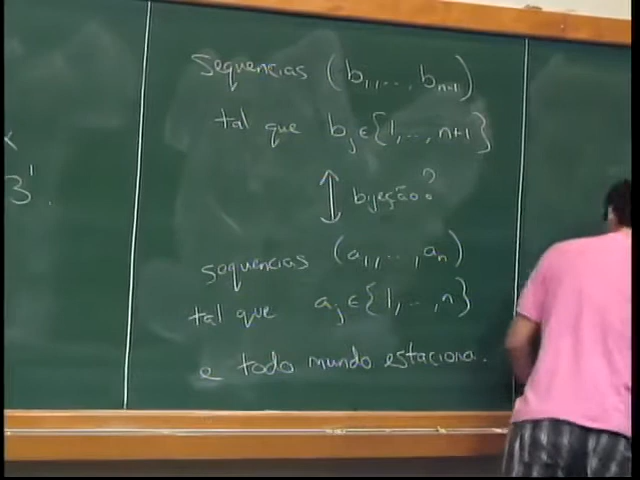 3'.
Sequencias (b₁,...,bₙ₋₁)
tal que bⱼ∈{1,...,n+1}
↕ bijeção?
sequencias (a₁,...,aₙ)
tal que aⱼ∈{1,...,n}
e todo mundo estaciona.